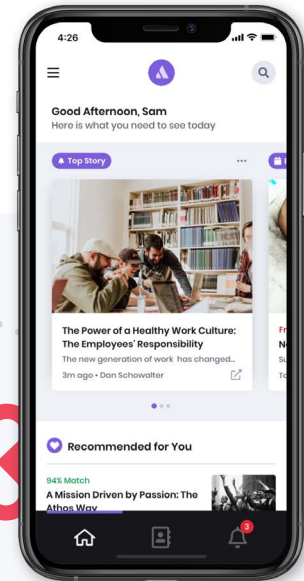 4:26
Good Afternoon, Sam
Here is what you need to see today
Top Story
The Power of a Healthy Work Culture:
The Employees' Responsibility
The new generation of work has changed...
3m ago • Dan Schowalter
Recommended for You
94% Match
A Mission Driven by Passion: The
Athos Way
3